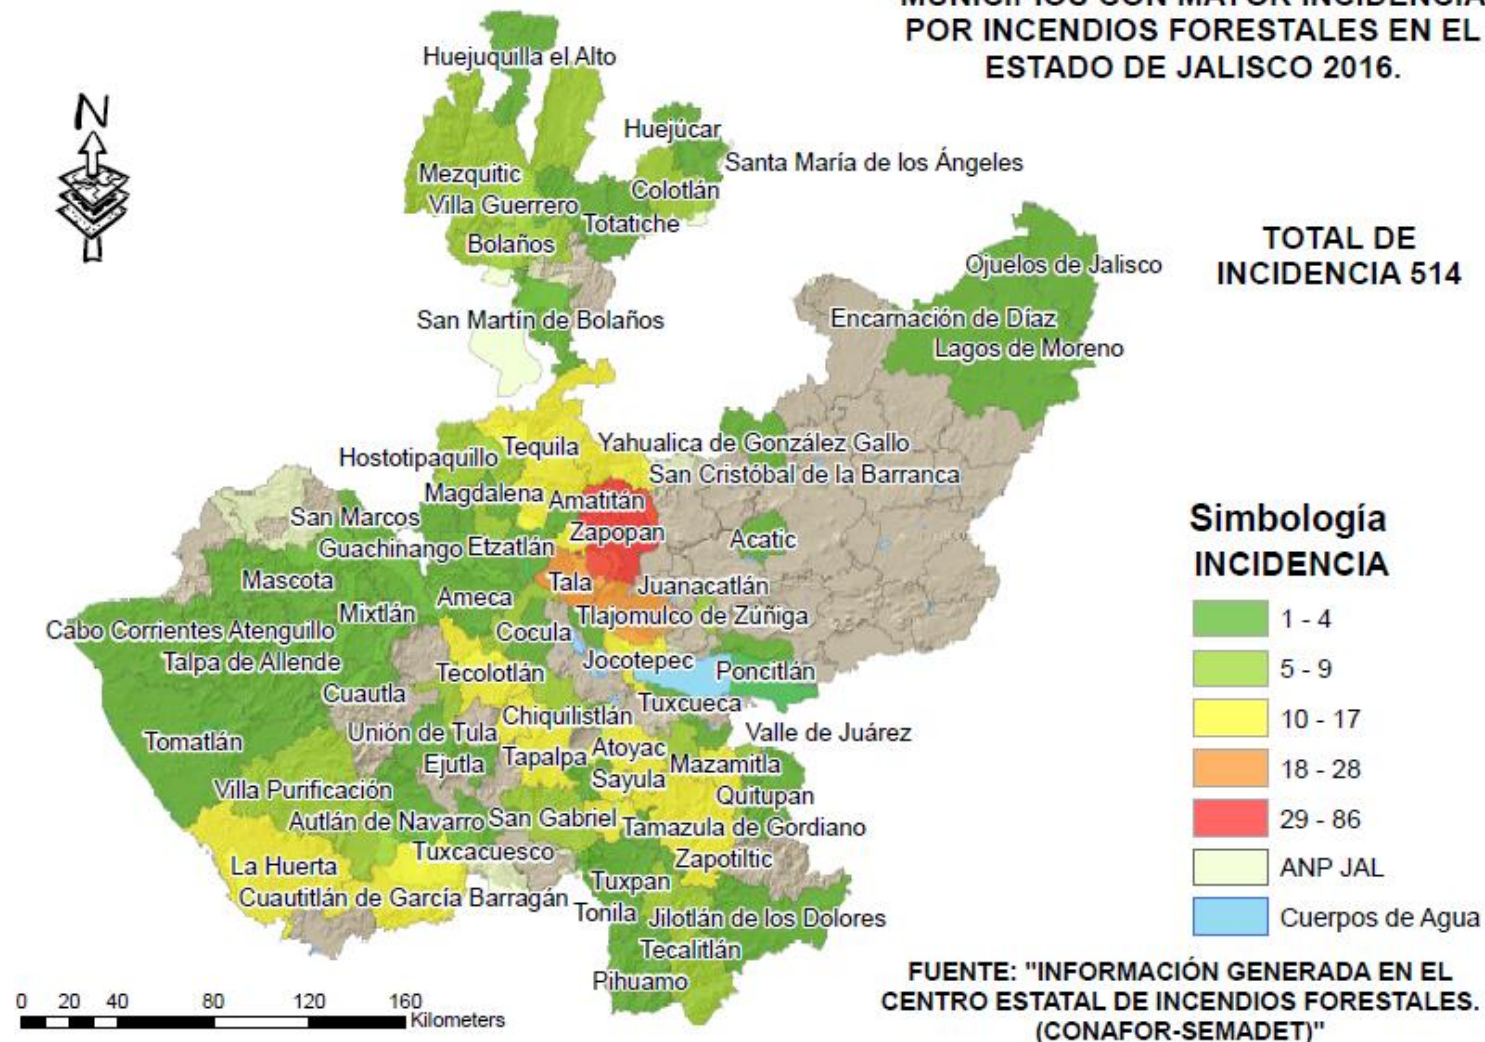 MUNICIPIOS CON MAYOR INCIDENCIA
POR INCENDIOS FORESTALES EN EL
ESTADO DE JALISCO 2016.
N
Huejuquilla el Alto
Huejúcar
Santa María de los Ángeles
Mezquitic
Colotlán
Villa Guerrero
Totatiche
Bolaños
TOTAL DE
INCIDENCIA 514
Ojuelos de Jalisco
San Martín de Bolaños
Encarnación de Díaz
Lagos de Moreno
Hostotipaquillo
Tequila
Yahualica de González Gallo
San Cristóbal de la Barranca
Magdalena
Amatitán
San Marcos
Zapopan
Acatic
Guachinango
Etzatlán
Mascota
Tala
Juanacatlán
Ameca
Mixtlán
Tlajomulco de Zúñiga
Cabo Corrientes
Atenguillo
Cocula
Talpa de Allende
Tecolotlán
Jocotepec
Poncitlán
Cuautla
Tuxcueca
Chiquilistlán
Unión de Tula
Valle de Juárez
Tomatlán
Ejutla
Tapalpa
Atoyac
Mazamitla
Sayula
Villa Purificación
Quitupan
Autlán de Navarro
San Gabriel
Tamazula de Gordiano
Tuxcacuesco
Zapotiltic
La Huerta
Tuxpan
Cuautitlán de García Barragán
Tonila
Jilotlán de los Dolores
Tecalitlán
Pihuamo
Simbología
INCIDENCIA
1 - 4
5 - 9
10 - 17
18 - 28
29 - 86
ANP JAL
Cuerpos de Agua
0 20 40 80 120 160
Kilometers
FUENTE: "INFORMACIÓN GENERADA EN EL
CENTRO ESTATAL DE INCENDIOS FORESTALES.
(CONAFOR-SEMADET)"